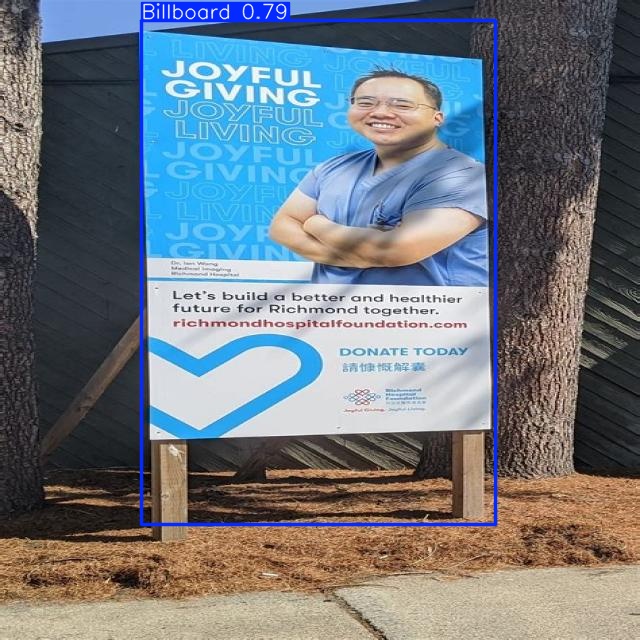 Billboard 0.79
LIVING
JOYFUL
GIVING
JOYFUL
LIVING
JOYFUL
GIVING
JOYFUL
LIVING
JOYFUL
GIVING
Dr. Ian Wong
Medical Imaging
Richmond Hospital
Let's build a better and healthier
future for Richmond together.
richmondhospitalfoundation.com
DONATE TODAY
請慷慨解囊
Richmond
Hospital
Foundation
Joyful Giving. Joyful Living.